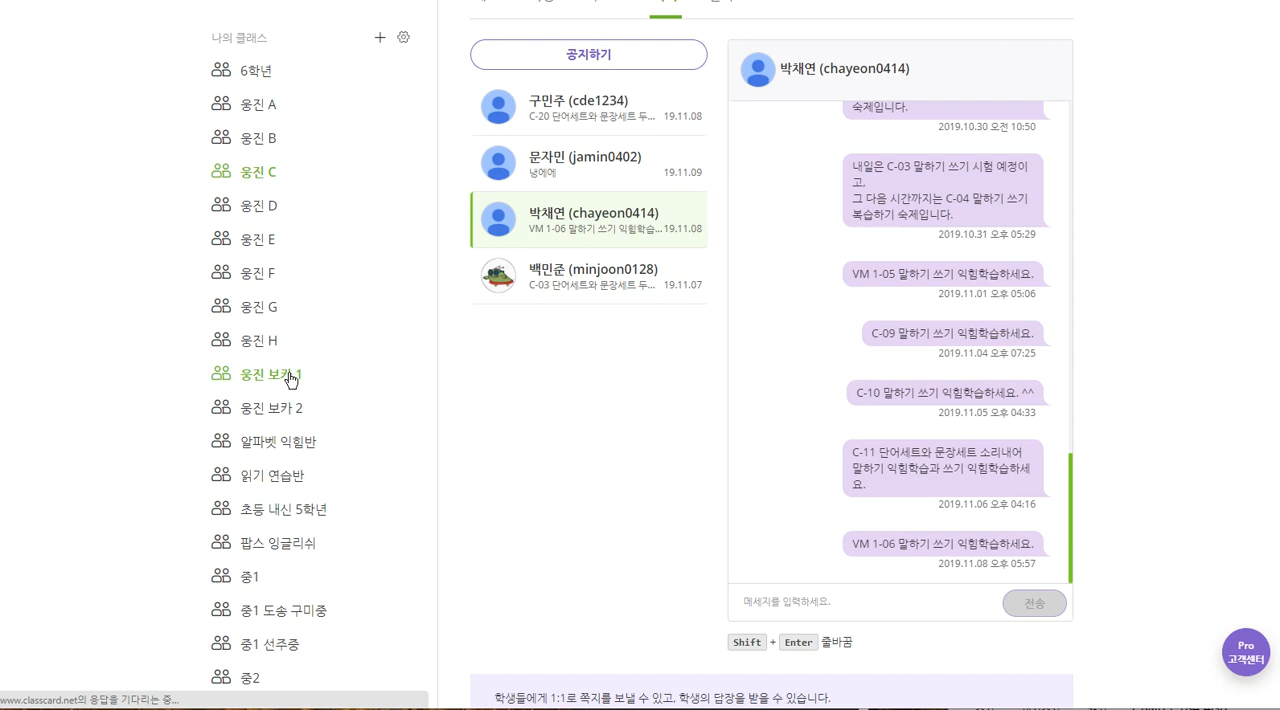 나의 클래스
6학년
웅진 A
웅진 B
웅진 C
웅진 D
웅진 E
웅진 F
웅진 G
웅진 H
웅진 보카 1
웅진 보카 2
알파벳 익힘반
읽기 연습반
초등 내신 5학년
팝스 잉글리쉬
중1
중1 도송 구미중
중1 선주중
중2
www.classcard.net의 응답을 기다리는 중...
공지하기
구민주 (cde1234)
C-20 단어세트와 문장세트 두... 19.11.08
문자민 (jamin0402)
넹에에 19.11.09
박채연 (chayeon0414)
VM 1-06 말하기 쓰기 익힘학습... 19.11.08
백민준 (minjoon0128)
C-03 단어세트와 문장세트 두... 19.11.07
박채연 (chayeon0414)
숙제입니다.
2019.10.30 오전 10:50
내일은 C-03 말하기 쓰기 시험 예정이
고,
그 다음 시간까지는 C-04 말하기 쓰기
복습하기 숙제입니다.
2019.10.31 오후 05:29
VM 1-05 말하기 쓰기 익힘학습하세요.
2019.11.01 오후 05:06
C-09 말하기 쓰기 익힘학습하세요.
2019.11.04 오후 07:25
C-10 말하기 쓰기 익힘학습하세요. ^^
2019.11.05 오후 04:33
C-11 단어세트와 문장세트 소리내어
말하기 익힘학습과 쓰기 익힘학습하세
요.
2019.11.06 오후 04:16
VM 1-06 말하기 쓰기 익힘학습하세요.
2019.11.08 오후 05:57
메세지를 입력하세요.
전송
Shift + Enter 줄바꿈
학생들에게 1:1로 쪽지를 보낼 수 있고, 학생의 답장을 받을 수 있습니다.
Pro
고객센터